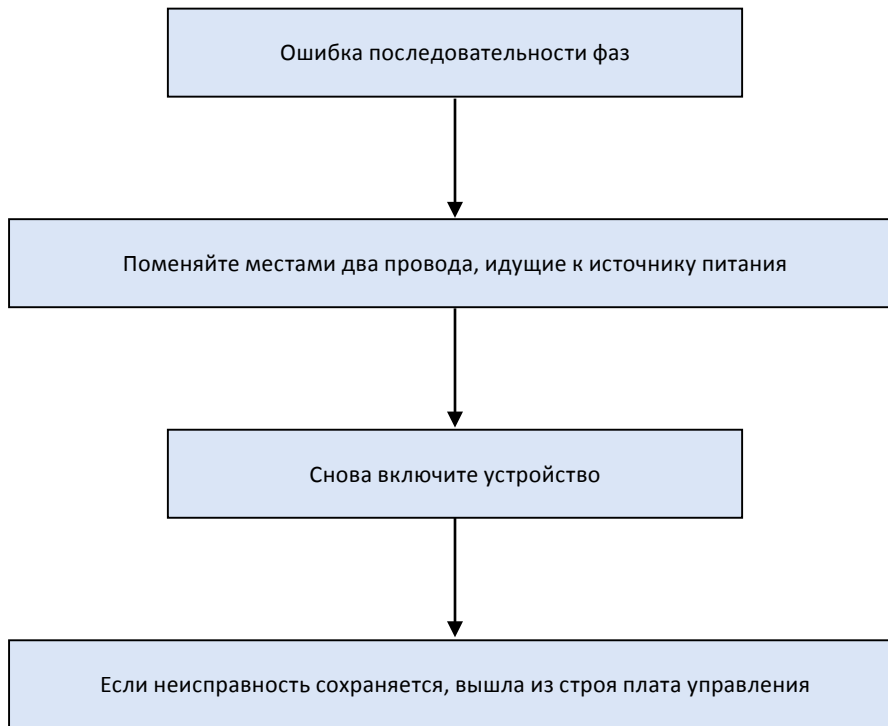 Ошибка последовательности фаз
Поменяйте местами два провода, идущие к источнику питания
Снова включите устройство
Если неисправность сохраняется, вышла из строя плата управления